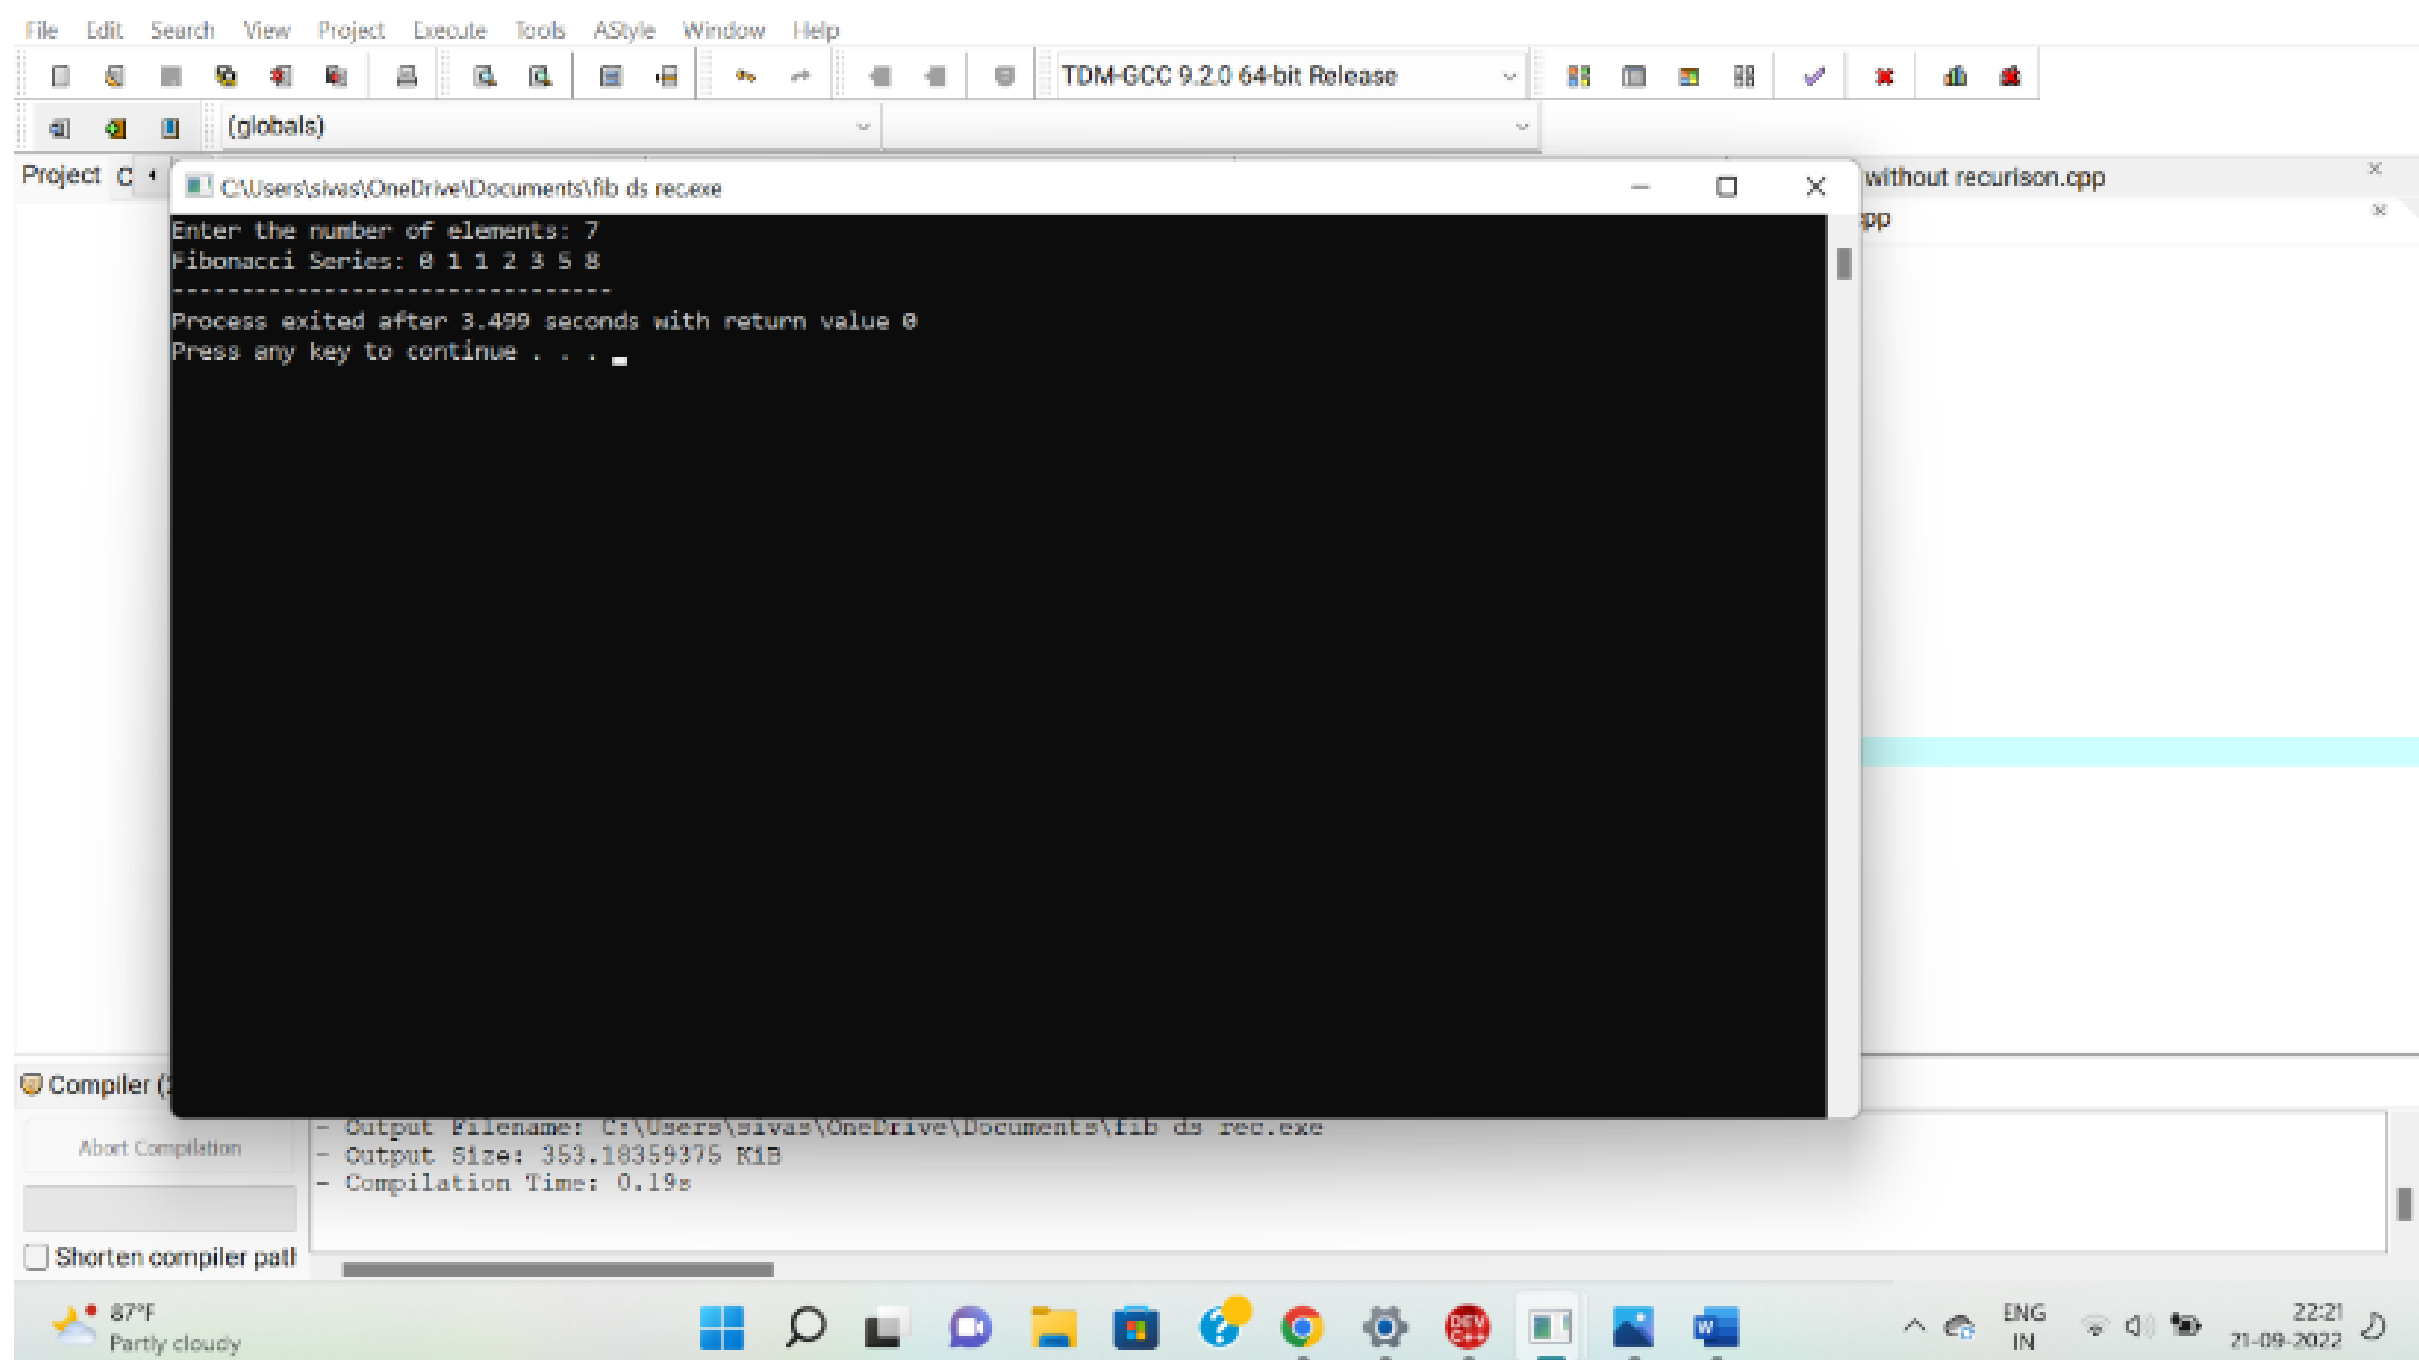 File Edit Search View Project Execute Tools AStyle Window Help
TDM-GCC 9.2.0 64-bit Release
(globals)
Project C
C:\Users\sivas\OneDrive\Documents\fib ds rec.exe
without recurison.cpp
cpp
Enter the number of elements: 7
Fibonacci Series: 0 1 1 2 3 5 8
--------------------------------
Process exited after 3.499 seconds with return value 0
Press any key to continue . . .
Compiler (
- Output Filename: C:\Users\sivas\OneDrive\Documents\fib ds rec.exe
Abort Compilation
- Output Size: 353.18359375 KiB
- Compilation Time: 0.19s
Shorten compiler path
87°F
Partly cloudy
DEV
C++
W
ENG
IN
22:21
21-09-2022